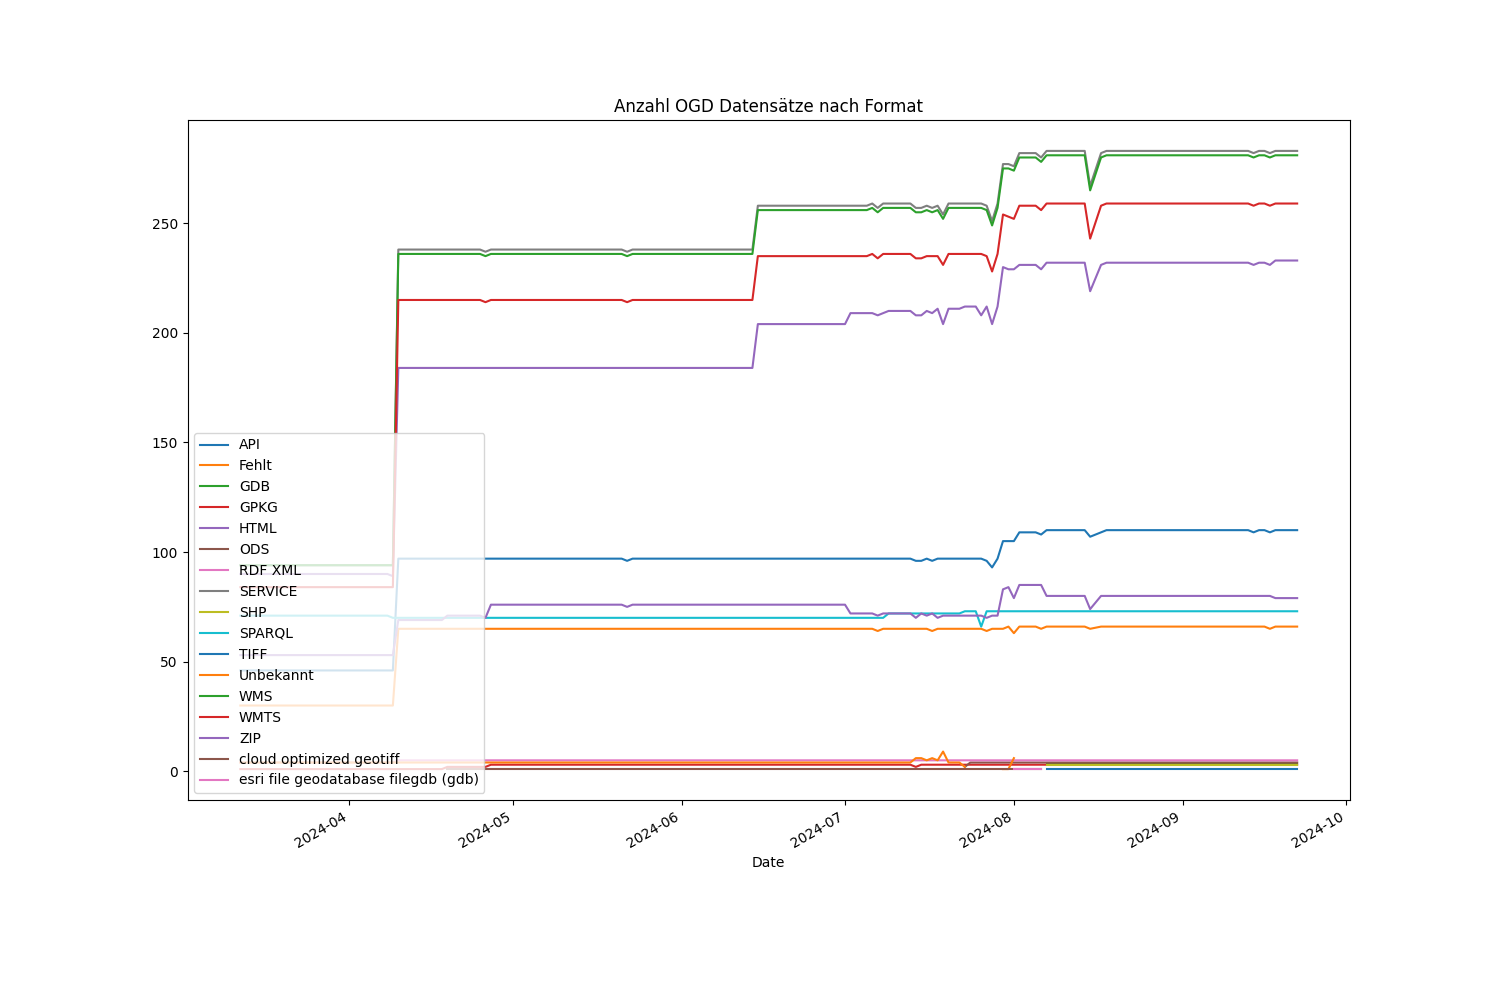 Anzahl OGD Datensätze nach Format
250
200
150
100
50
0
API
Fehlt
GDB
GPKG
HTML
ODS
RDF XML
SERVICE
SHP
SPARQL
TIFF
Unbekannt
WMS
WMTS
ZIP
cloud optimized geotiff
esri file geodatabase filegdb (gdb)
2024-04
2024-05
2024-06
2024-07
2024-08
2024-09
2024-10
Date